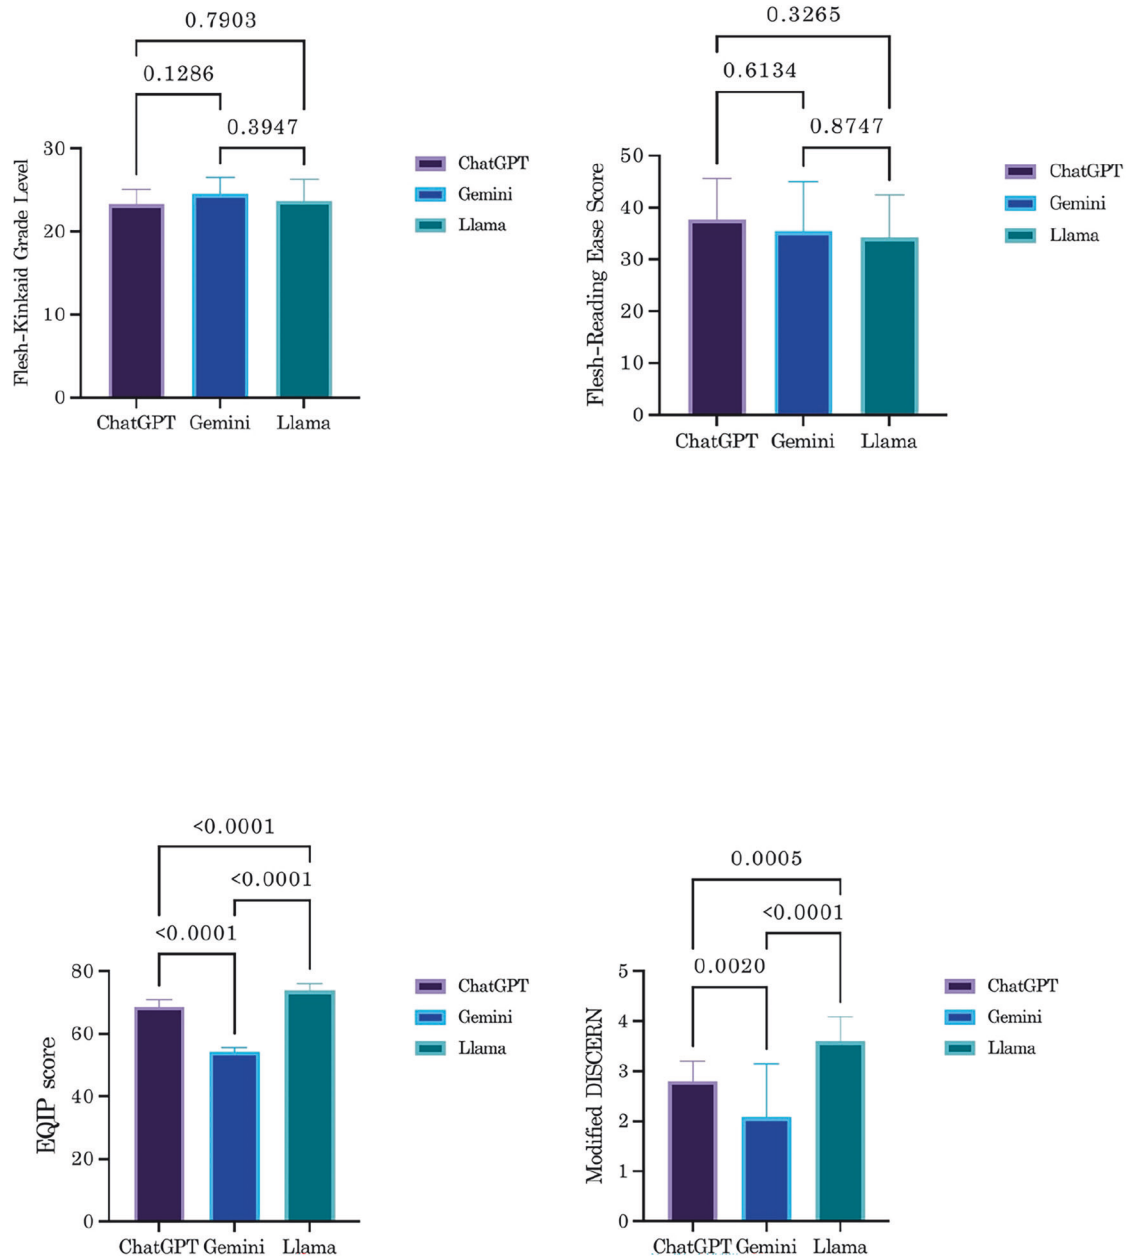 0.7903
0.1286
0.3947
30
20
10
0
Flesh-Kinkaid Grade Level
ChatGPT
Gemini
Llama
ChatGPT
Gemini
Llama
0.3265
0.6134
0.8747
50
40
30
20
10
0
Flesh-Reading Ease Score
ChatGPT
Gemini
Llama
ChatGPT
Gemini
Llama
<0.0001
<0.0001
<0.0001
80
60
40
20
0
EQIP score
ChatGPT
Gemini
Llama
ChatGPT
Gemini
Llama
0.0005
<0.0001
0.0020
5
4
3
2
1
0
Modified DISCERN
ChatGPT
Gemini
Llama
ChatGPT
Gemini
Llama